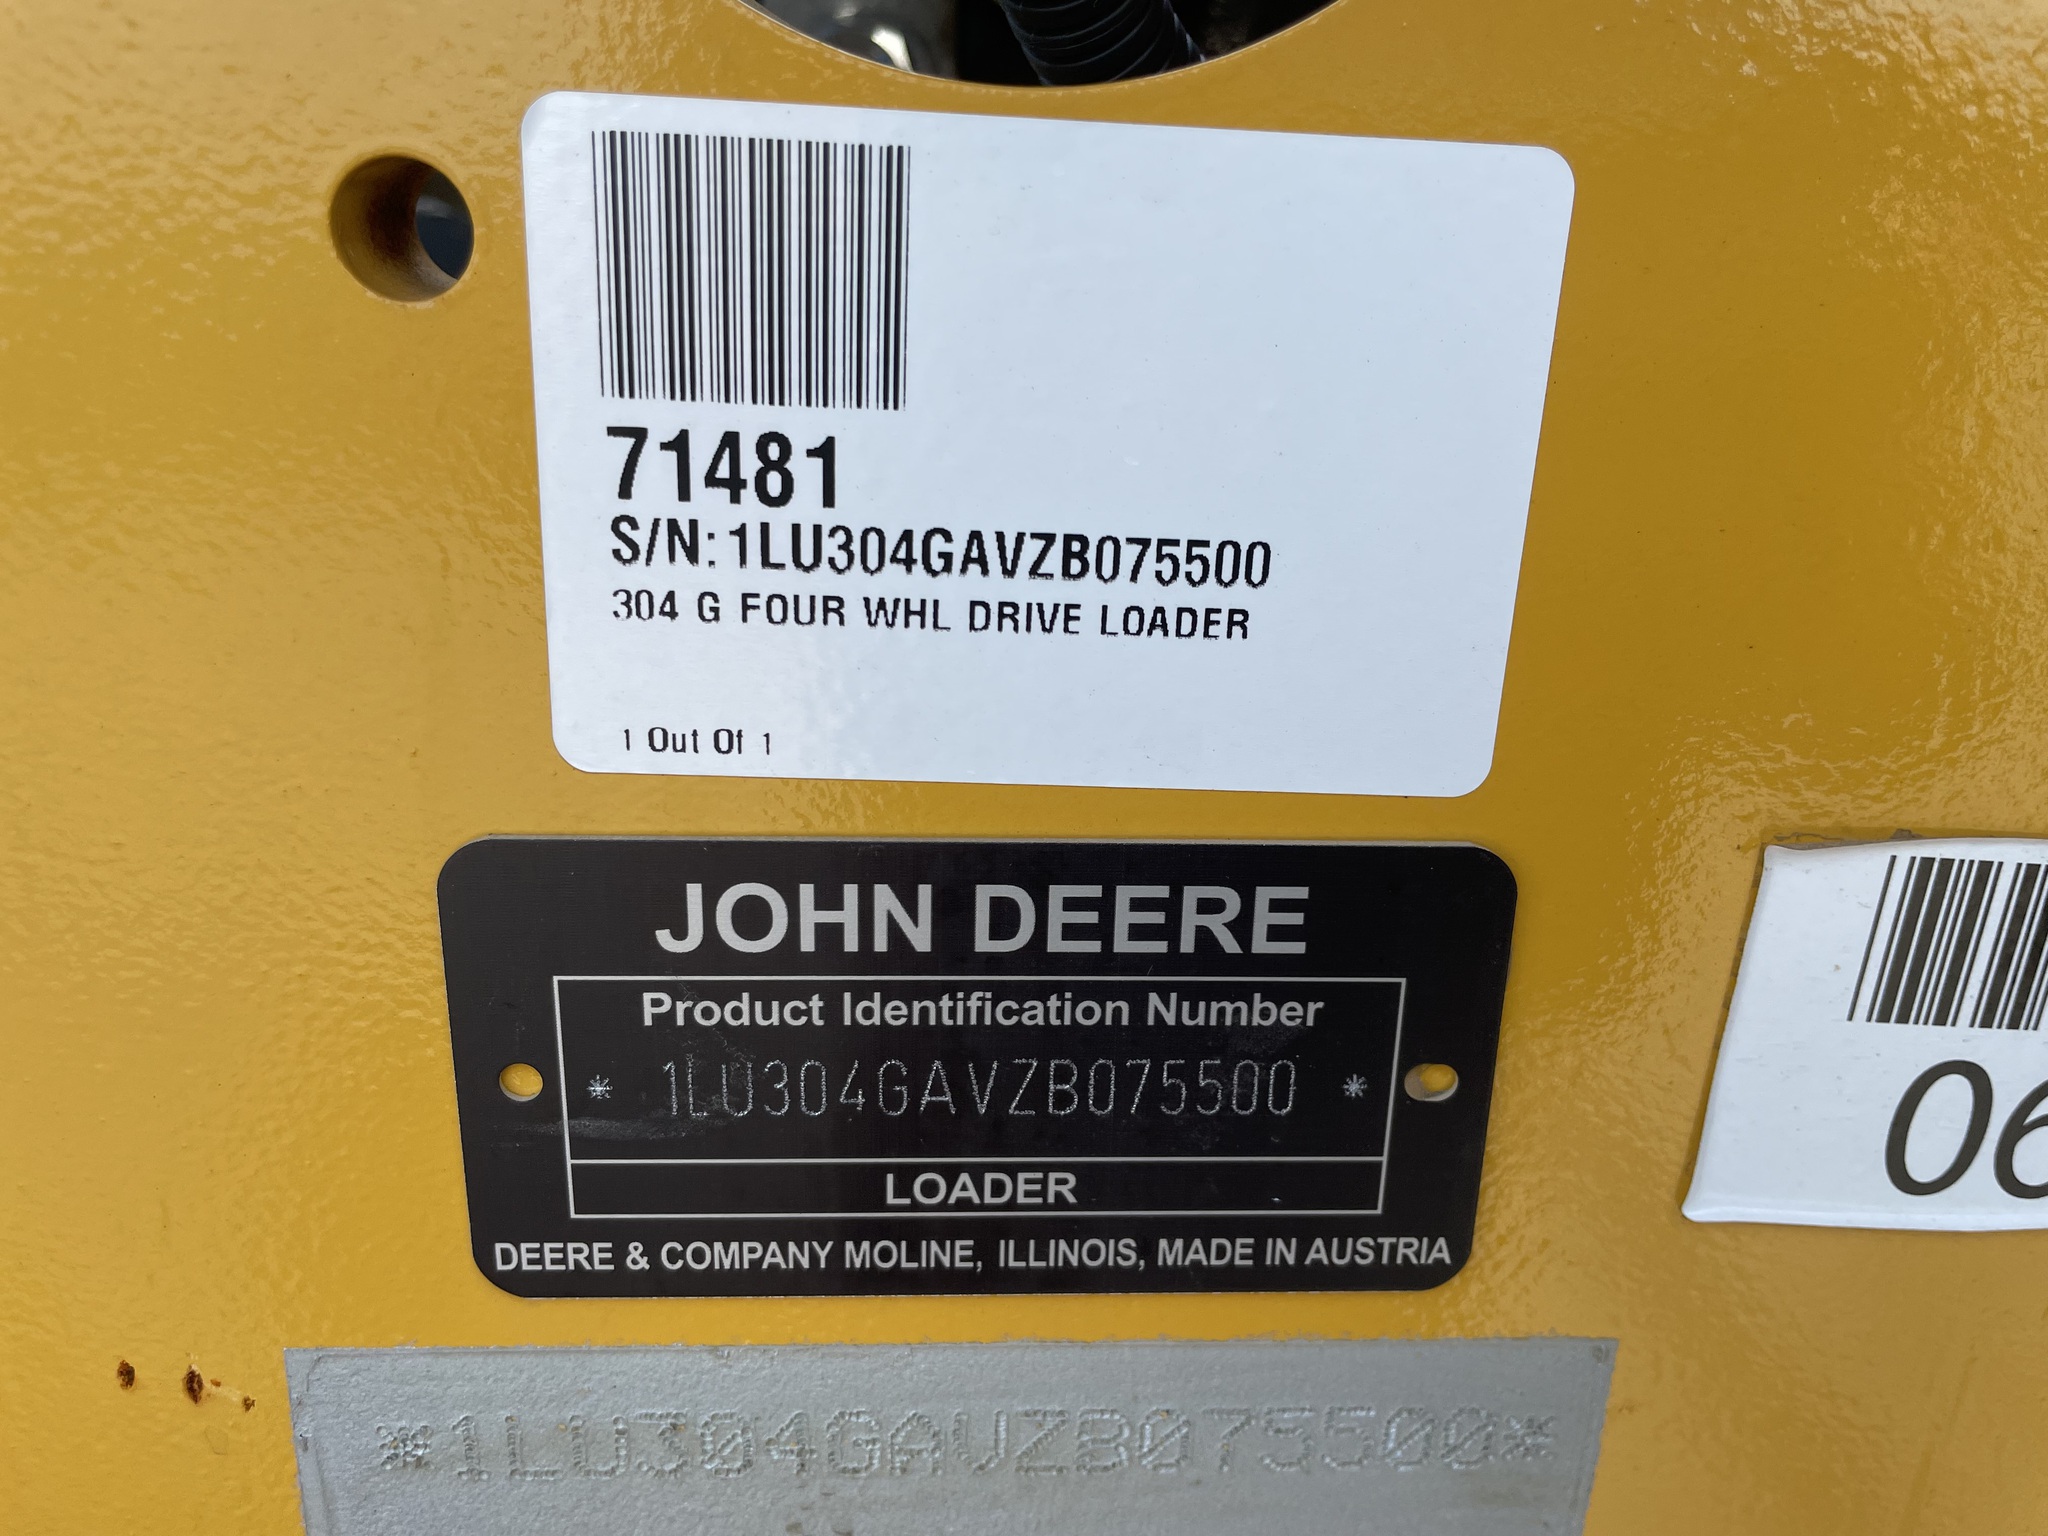 71481
S/N: 1LU304GAVZB075500
304 G FOUR WHL DRIVE LOADER
1 Out Of 1
JOHN DEERE
Product Identification Number
* 1LU304GAVZB075500 *
LOADER
DEERE & COMPANY MOLINE, ILLINOIS, MADE IN AUSTRIA
06
*1LU304GAVZB075500*